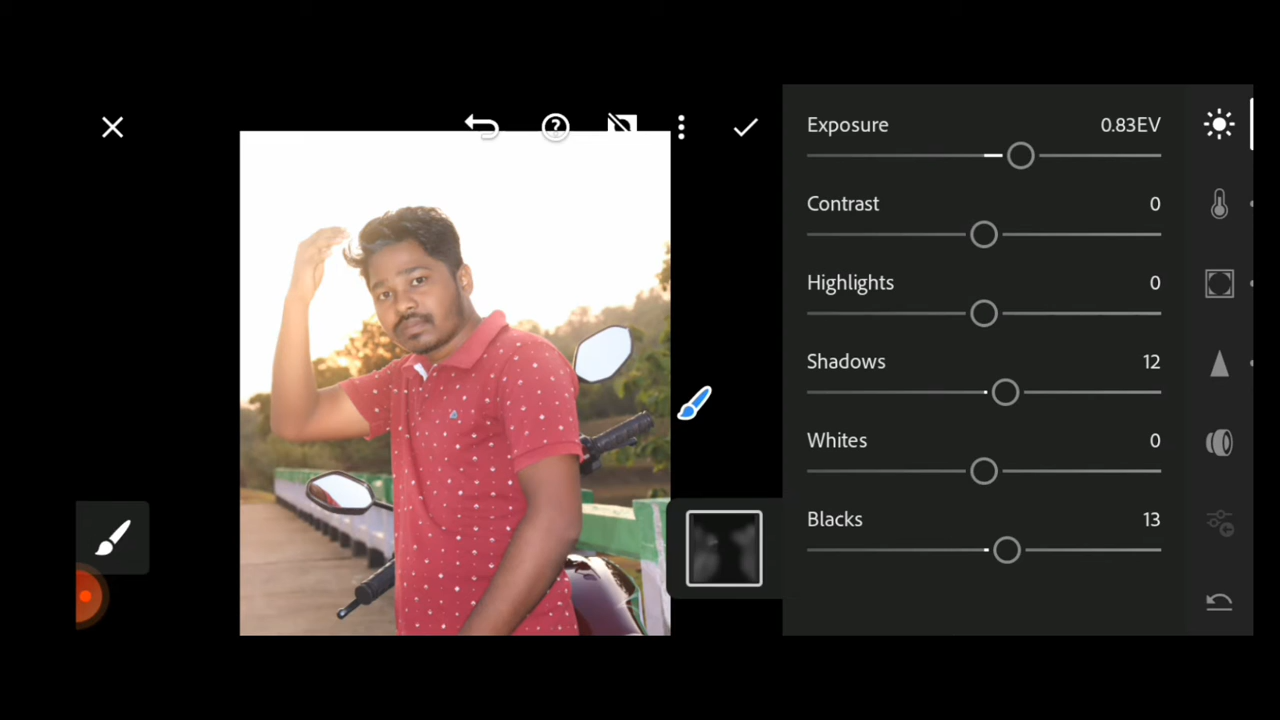 Exposure 0.83EV
Contrast 0
Highlights 0
Shadows 12
Whites 0
Blacks 13